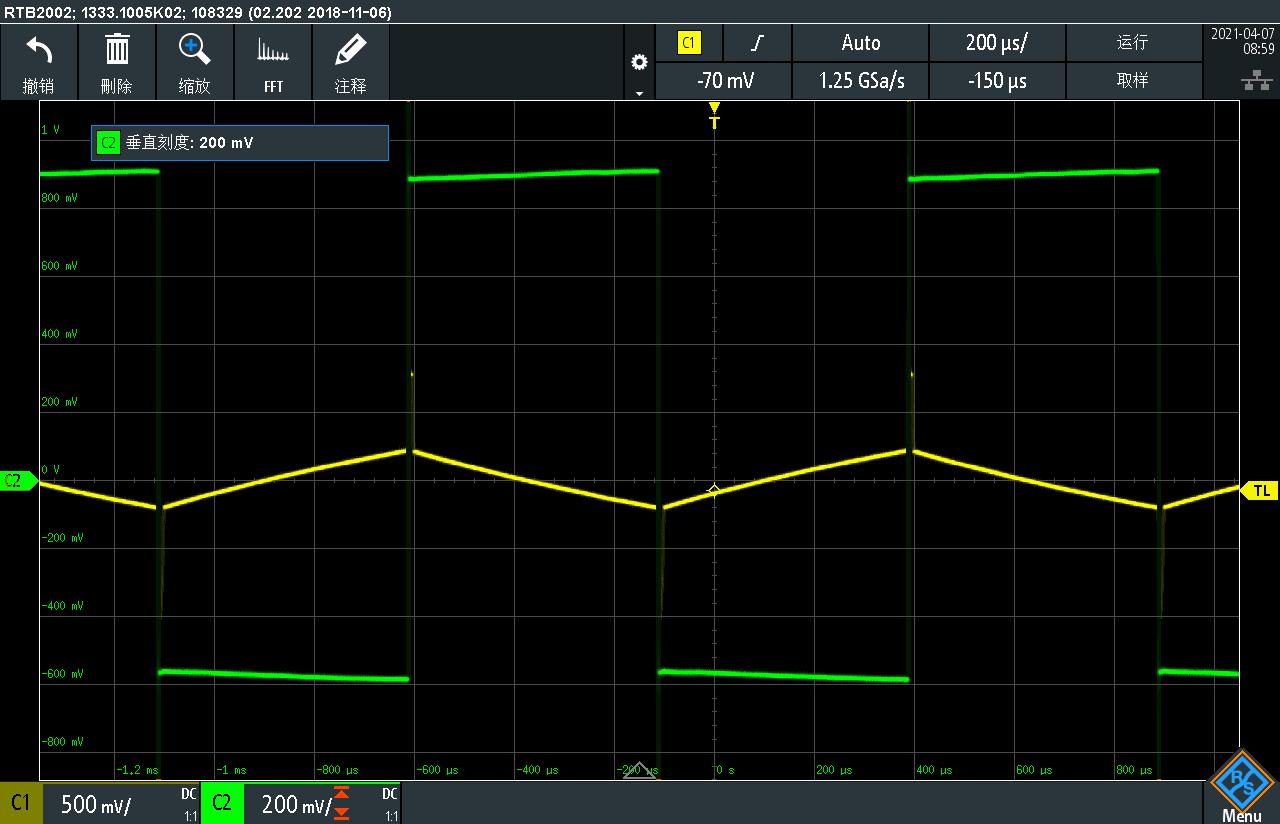 RTB2002; 1333.1005K02; 108329 (02.202 2018-11-06)
撤销 刪除 缩放 FFT 注释
C1 Auto 200 µs/ 运行
-70 mV 1.25 GSa/s -150 µs 取样
2021-04-07
08:59
T
1 V
C2 垂直刻度: 200 mV
800 mV
600 mV
400 mV
200 mV
0 V
C2
TL
-200 mV
-400 mV
-600 mV
-800 mV
-1.2 ms -1 ms -800 µs -600 µs -400 µs -200 µs 0 s 200 µs 400 µs 600 µs 800 µs
C1 500 mV/ DC 1:1 C2 200 mV/ DC 1:1
R S
Menu